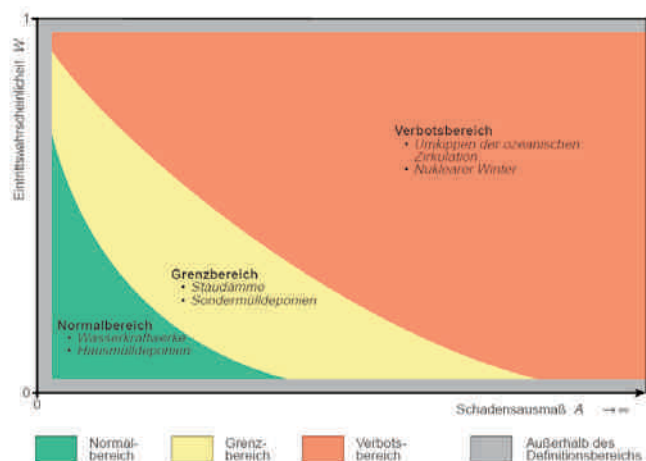 1
Eintrittswahrscheinlichkeit W
Verbotsbereich
• Umkippen der ozeanischen
Zirkulation
• Nuklearer Winter
Grenzbereich
• Staudämme
• Sondermülldeponien
Normalbereich
• Wasserkraftwerke
• Hausmülldeponien
0
0
Schadensausmaß A → ∞
Normal-
bereich
Grenz-
bereich
Verbots-
bereich
Außerhalb des
Definitionsbereichs